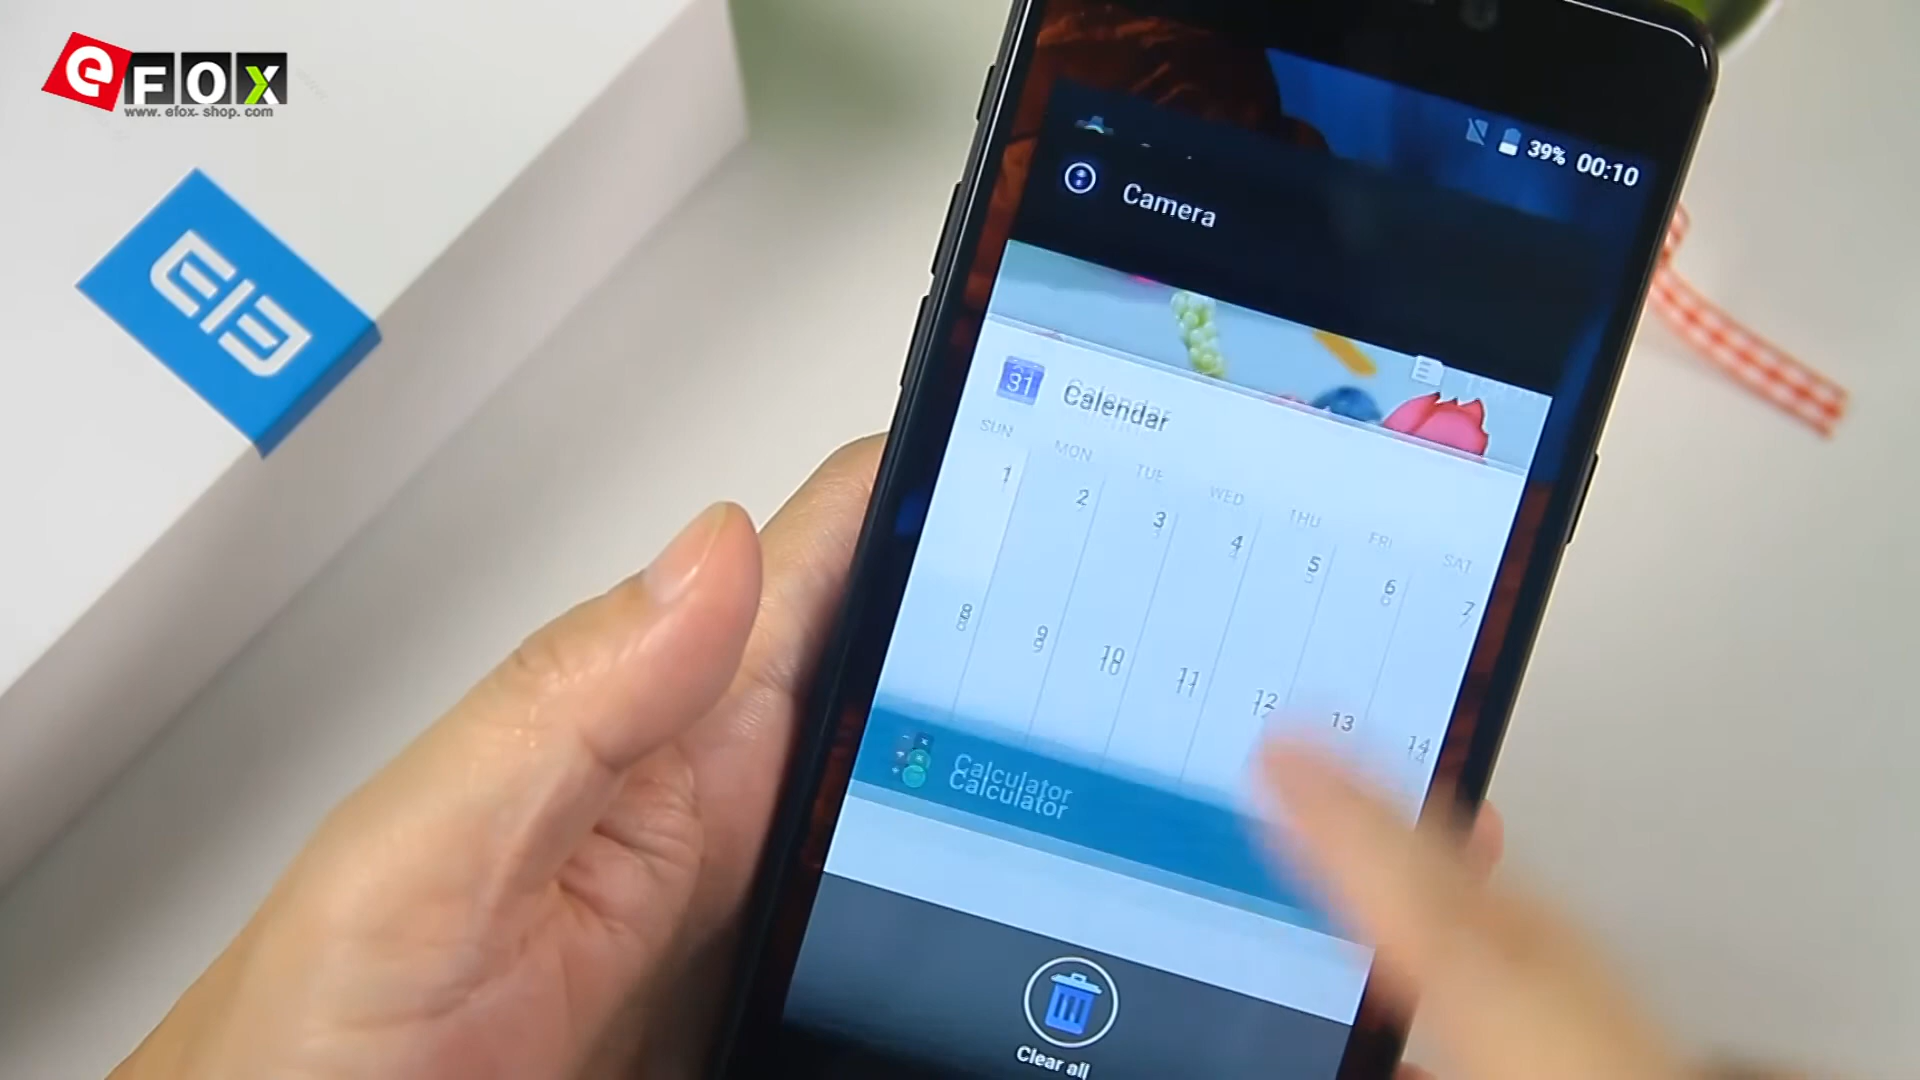 eFOX
www. efox-shop. com
39% 00:10
Camera
31 Calendar
SUN MON TUE WED THU FRI SAT
1 2 3 4 5 6 7
8 9 10 11 12 13 14
Calculator
Clear all